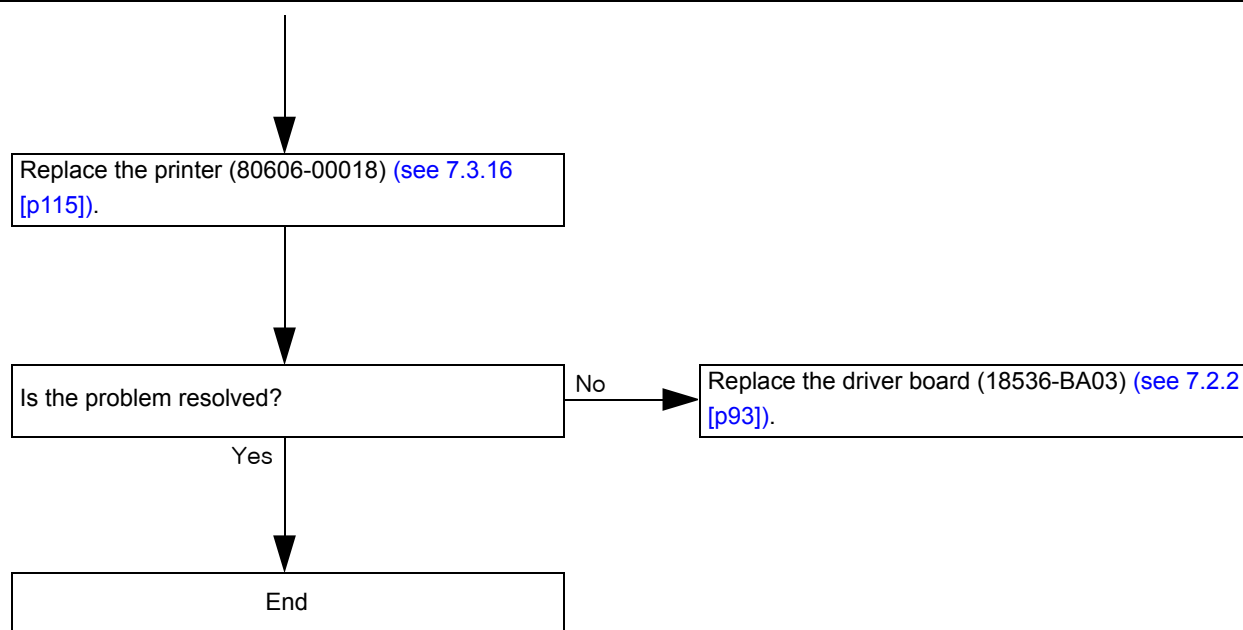 Replace the printer (80606-00018) (see 7.3.16
[p115]).
Is the problem resolved?
No
Replace the driver board (18536-BA03) (see 7.2.2
[p93]).
Yes
End